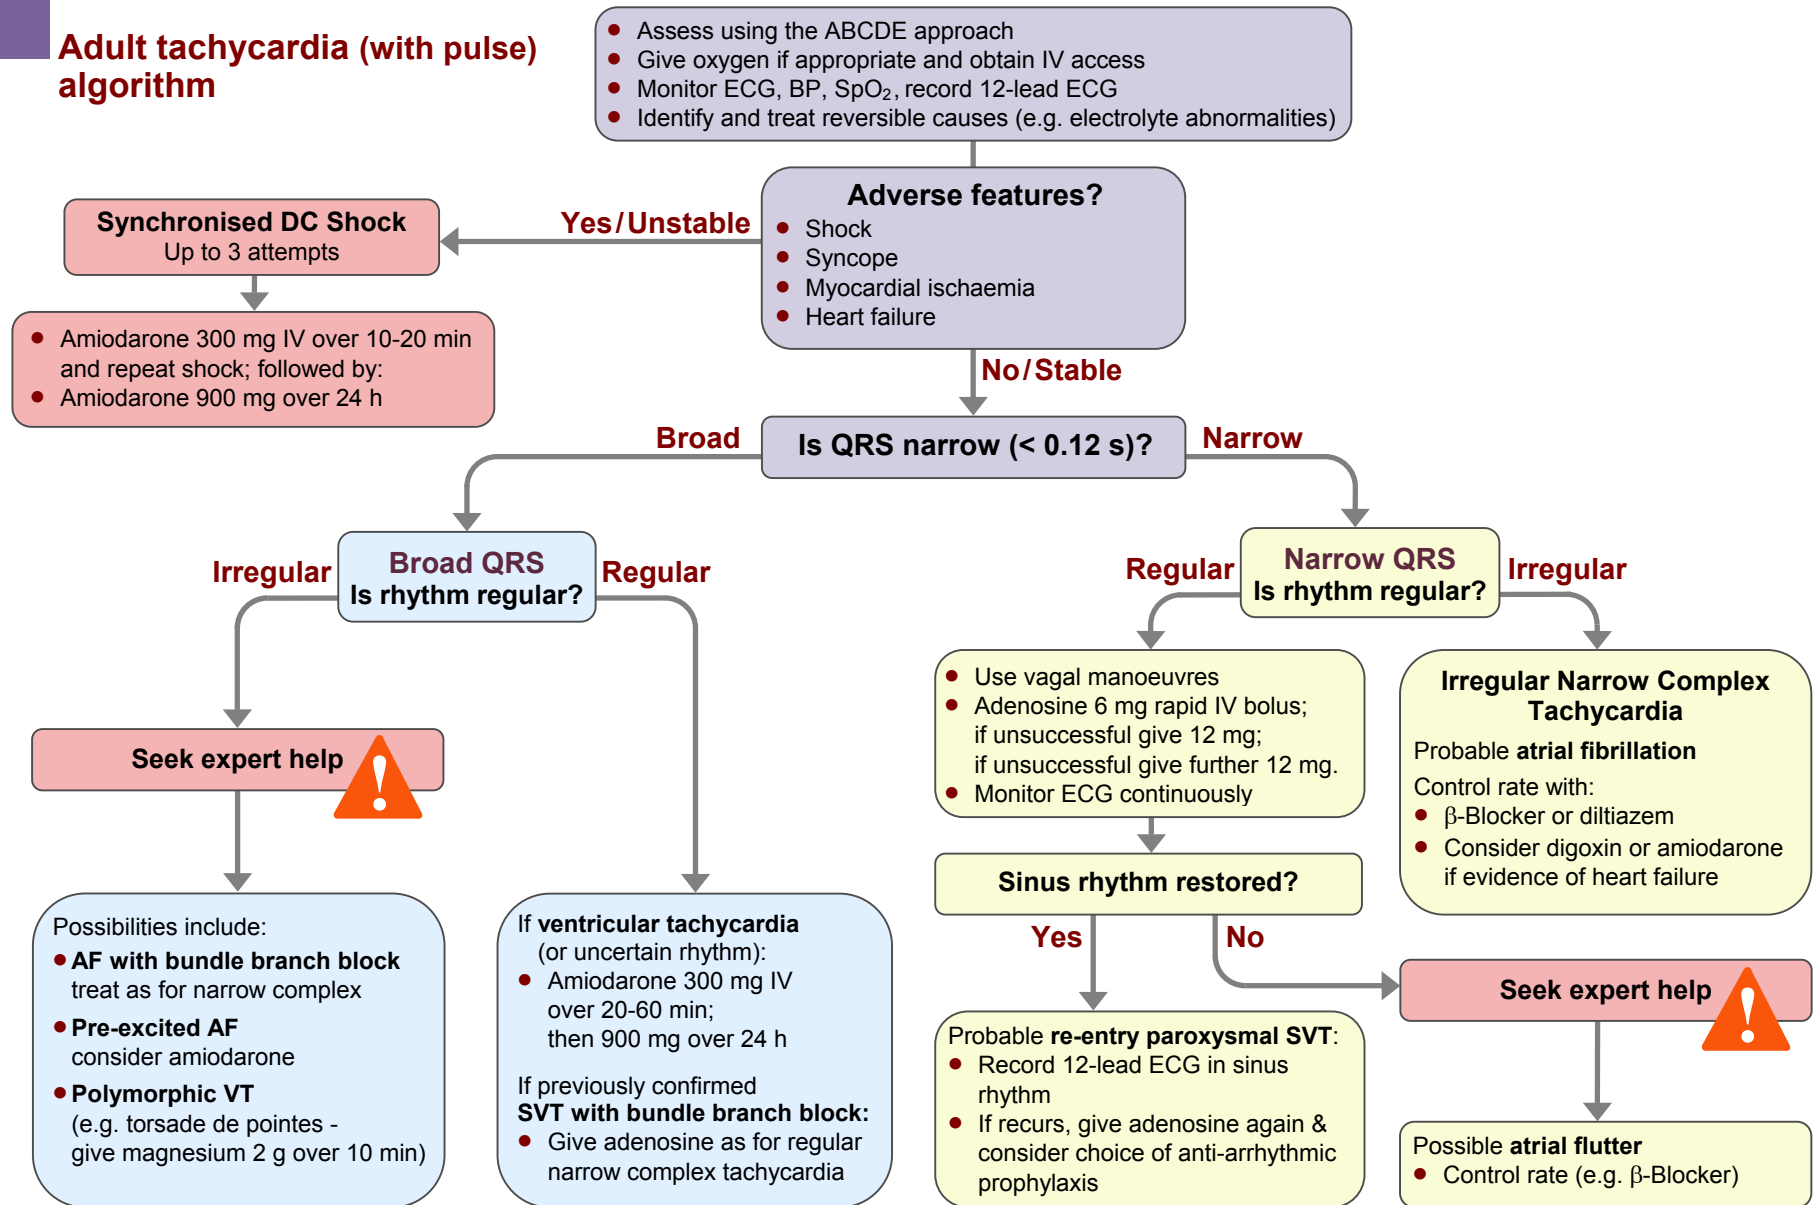 Adult tachycardia (with pulse)
algorithm
• Assess using the ABCDE approach
• Give oxygen if appropriate and obtain IV access
• Monitor ECG, BP, SpO₂, record 12-lead ECG
• Identify and treat reversible causes (e.g. electrolyte abnormalities)
Adverse features?
• Shock
• Syncope
• Myocardial ischaemia
• Heart failure
Yes/Unstable
Synchronised DC Shock
Up to 3 attempts
• Amiodarone 300 mg IV over 10-20 min
and repeat shock; followed by:
• Amiodarone 900 mg over 24 h
No/Stable
Is QRS narrow (< 0.12 s)?
Broad
Narrow
Broad QRS
Is rhythm regular?
Irregular
Regular
Seek expert help
!
Possibilities include:
• AF with bundle branch block
treat as for narrow complex
• Pre-excited AF
consider amiodarone
• Polymorphic VT
(e.g. torsade de pointes -
give magnesium 2 g over 10 min)
If ventricular tachycardia
(or uncertain rhythm):
• Amiodarone 300 mg IV
over 20-60 min;
then 900 mg over 24 h
If previously confirmed
SVT with bundle branch block:
• Give adenosine as for regular
narrow complex tachycardia
Narrow QRS
Is rhythm regular?
Regular
Irregular
• Use vagal manoeuvres
• Adenosine 6 mg rapid IV bolus;
if unsuccessful give 12 mg;
if unsuccessful give further 12 mg.
• Monitor ECG continuously
Sinus rhythm restored?
Yes
No
Probable re-entry paroxysmal SVT:
• Record 12-lead ECG in sinus
rhythm
• If recurs, give adenosine again &
consider choice of anti-arrhythmic
prophylaxis
Irregular Narrow Complex
Tachycardia
Probable atrial fibrillation
Control rate with:
• β-Blocker or diltiazem
• Consider digoxin or amiodarone
if evidence of heart failure
Seek expert help
!
Possible atrial flutter
• Control rate (e.g. β-Blocker)